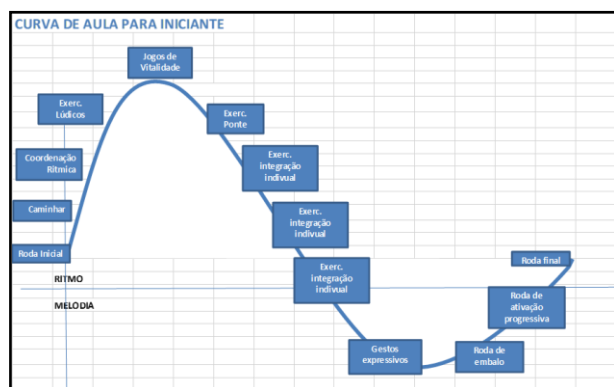 CURVA DE AULA PARA INICIANTE
Jogos de
Vitalidade
Exerc.
Lúdicos
Exerc.
Ponte
Coordenação
Rítmica
Exerc.
integração
indivual
Caminhar
Exerc.
integração
indivual
Roda Inicial
Roda final
Exerc.
integração
indivual
RITMO
MELODIA
Roda de
ativação
progressiva
Gestos
expressivos
Roda de
embalo